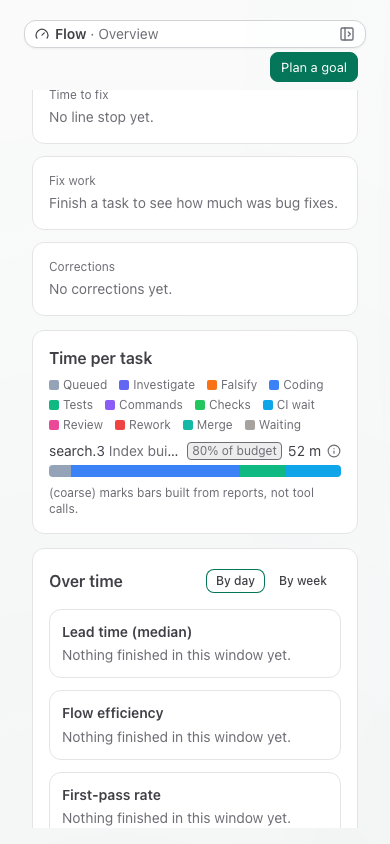 Flow · Overview
Plan a goal
Time to fix
No line stop yet.
Fix work
Finish a task to see how much was bug fixes.
Corrections
No corrections yet.
Time per task
Queued Investigate Falsify Coding
Tests Commands Checks CI wait
Review Rework Merge Waiting
search.3 Index bui... 80% of budget 52 m
(coarse) marks bars built from reports, not tool
calls.
Over time By day By week
Lead time (median)
Nothing finished in this window yet.
Flow efficiency
Nothing finished in this window yet.
First-pass rate
Nothing finished in this window yet.